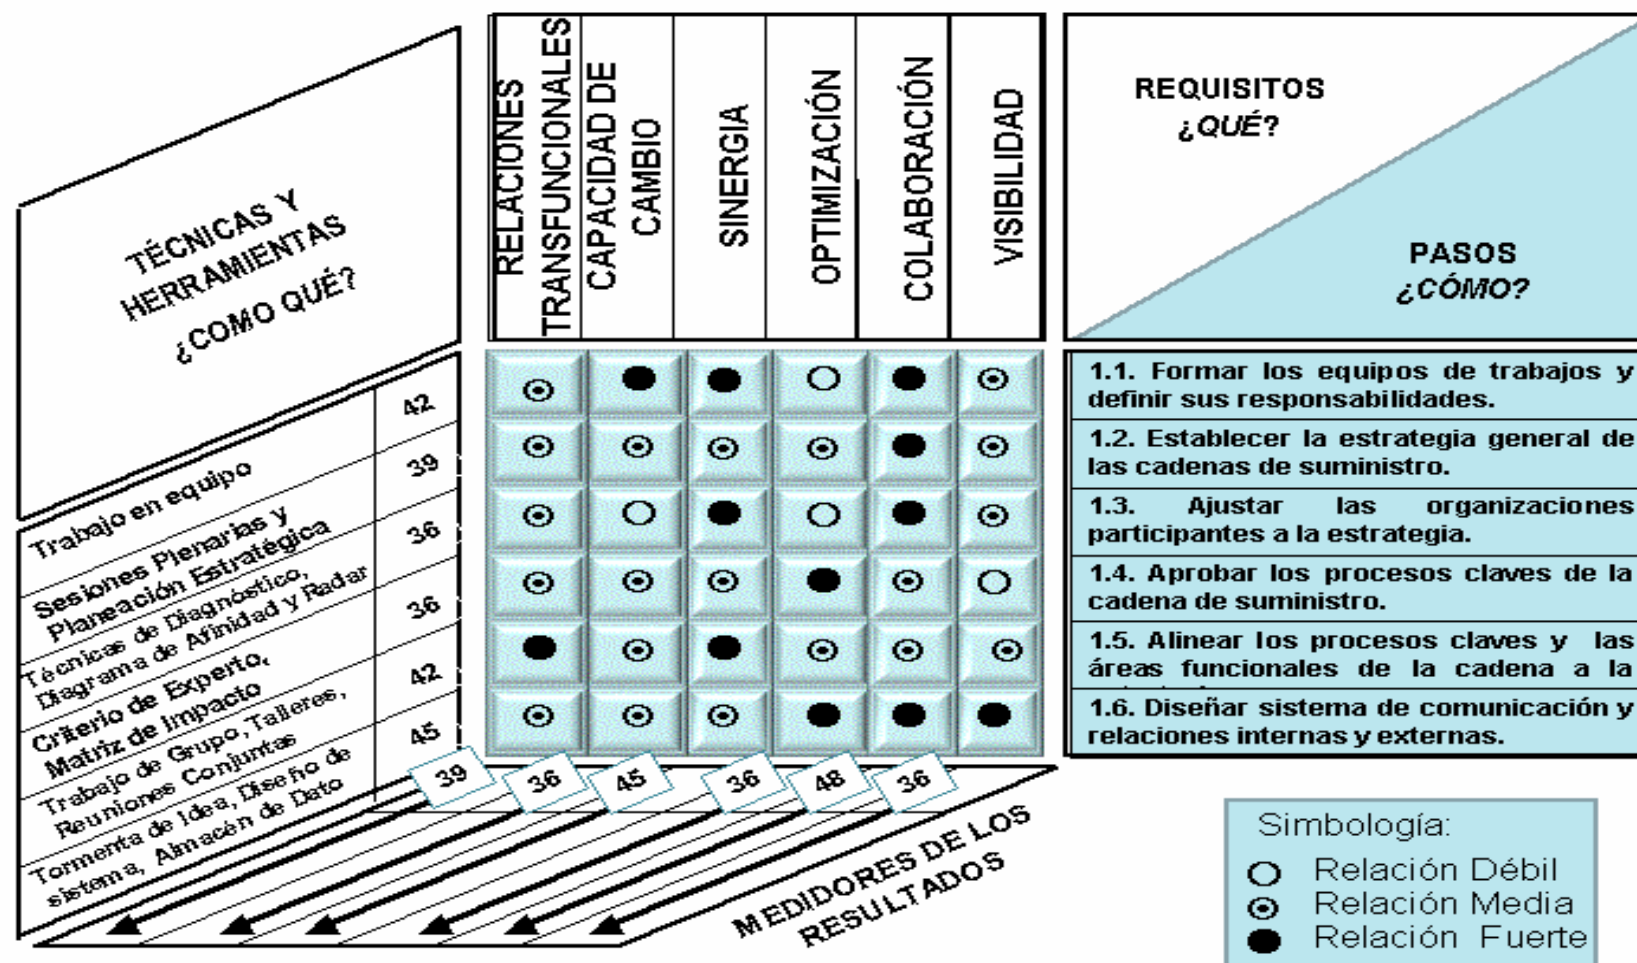 TÉCNICAS Y
HERRAMIENTAS
¿COMO QUÉ?
RELACIONES
TRANSFUNCIONALES
CAPACIDAD DE
CAMBIO
SINERGIA
OPTIMIZACIÓN
COLABORACIÓN
VISIBILIDAD
REQUISITOS
¿QUÉ?
PASOS
¿CÓMO?
Trabajo en equipo
42
Sesiones Plenarias y
Planeación Estratégica
39
Técnicas de Diagnóstico,
Diagrama de Afinidad y Radar
36
Criterio de Experto,
Matriz de Impacto
36
Trabajo de Grupo, Talleres,
Reuniones Conjuntas
42
Tormenta de Idea, Diseño de
sistema, Almacén de Dato
45
1.1. Formar los equipos de trabajos y
definir sus responsabilidades.
1.2. Establecer la estrategia general de
las cadenas de suministro.
1.3. Ajustar las organizaciones
participantes a la estrategia.
1.4. Aprobar los procesos claves de la
cadena de suministro.
1.5. Alinear los procesos claves y las
áreas funcionales de la cadena a la
1.6. Diseñar sistema de comunicación y
relaciones internas y externas.
39 36 45 36 48 36
MEDIDORES DE LOS
RESULTADOS
Simbología:
Relación Débil
Relación Media
Relación Fuerte